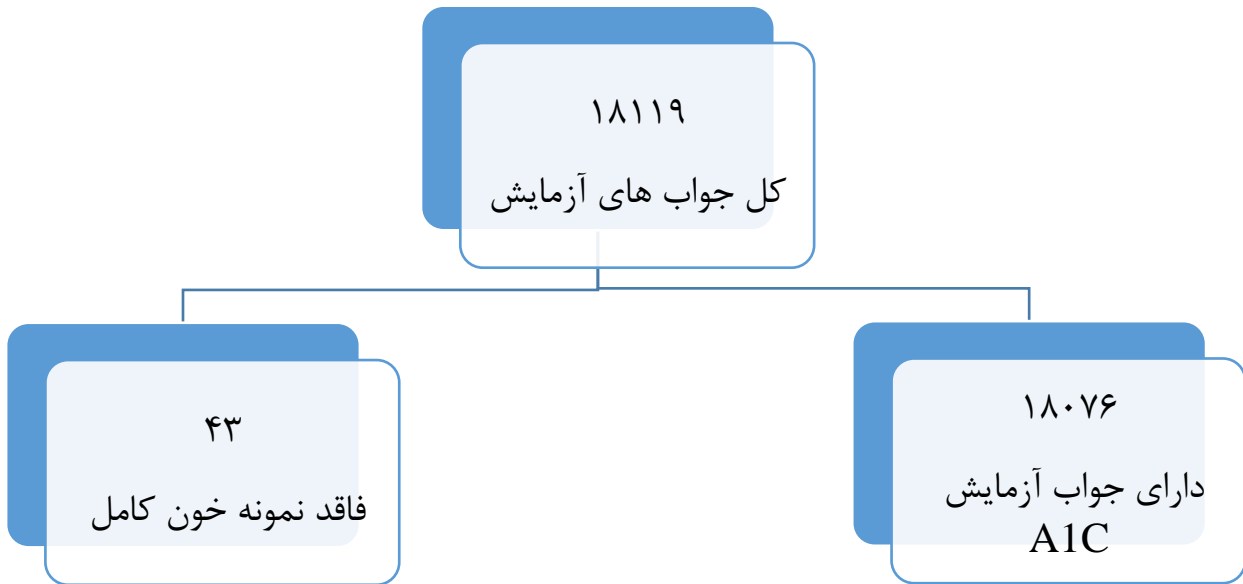 ۱۸۱۱۹
کل جواب های آزمایش
۱۸۰۷۶
دارای جواب آزمایش
A1C
۴۳
فاقد نمونه خون کامل